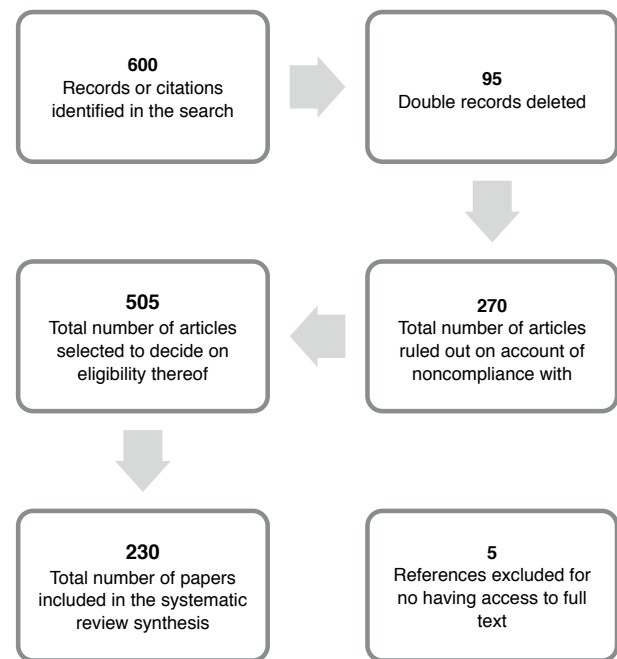 600
Records or citations
identified in the search
95
Double records deleted
270
Total number of articles
ruled out on account of
noncompliance with
505
Total number of articles
selected to decide on
eligibility thereof
230
Total number of papers
included in the systematic
review synthesis
5
References excluded for
no having access to full
text